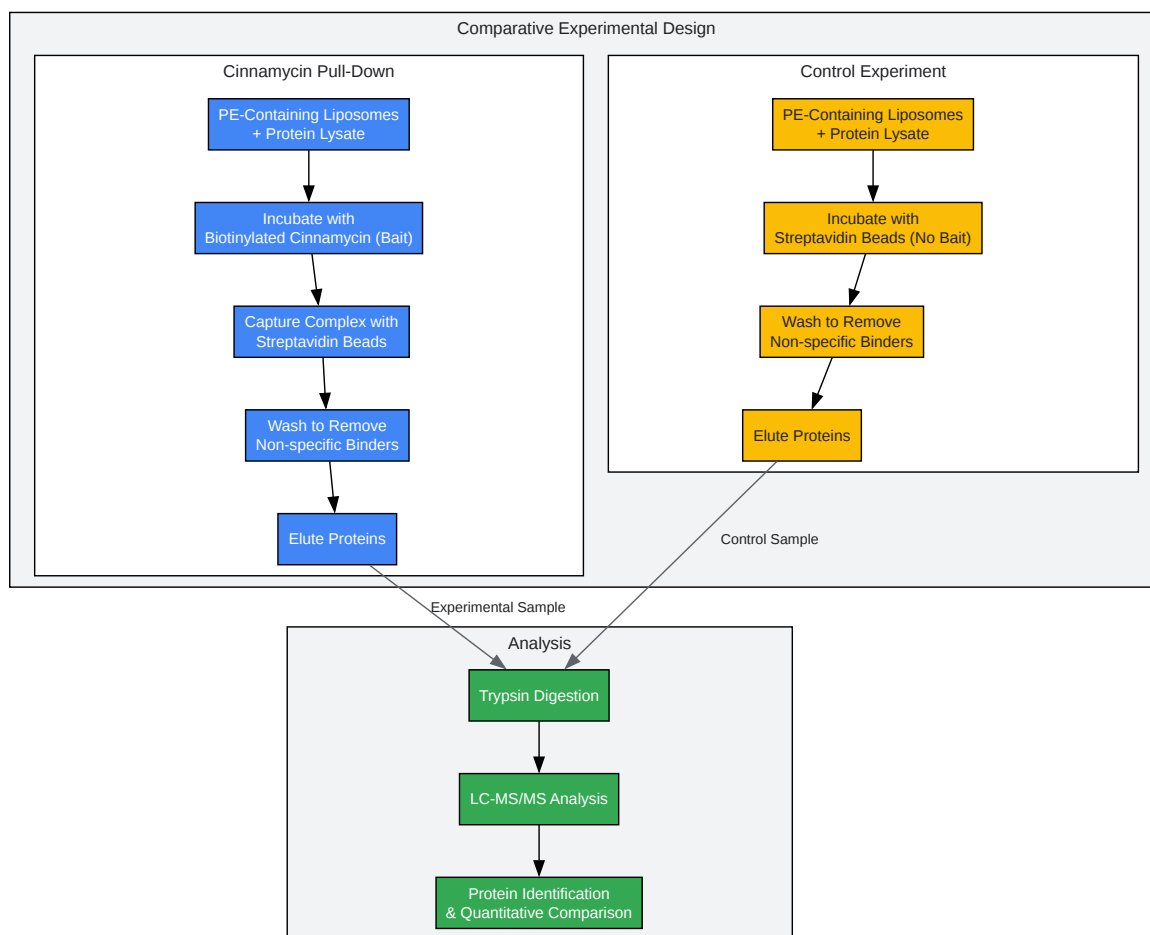 Comparative Experimental Design
Cinnamycin Pull-Down
PE-Containing Liposomes
+ Protein Lysate
Incubate with
Biotinylated Cinnamycin (Bait)
Capture Complex with
Streptavidin Beads
Wash to Remove
Non-specific Binders
Elute Proteins
Control Experiment
PE-Containing Liposomes
+ Protein Lysate
Incubate with
Streptavidin Beads (No Bait)
Wash to Remove
Non-specific Binders
Elute Proteins
Control Sample
Experimental Sample
Analysis
Trypsin Digestion
LC-MS/MS Analysis
Protein Identification
& Quantitative Comparison